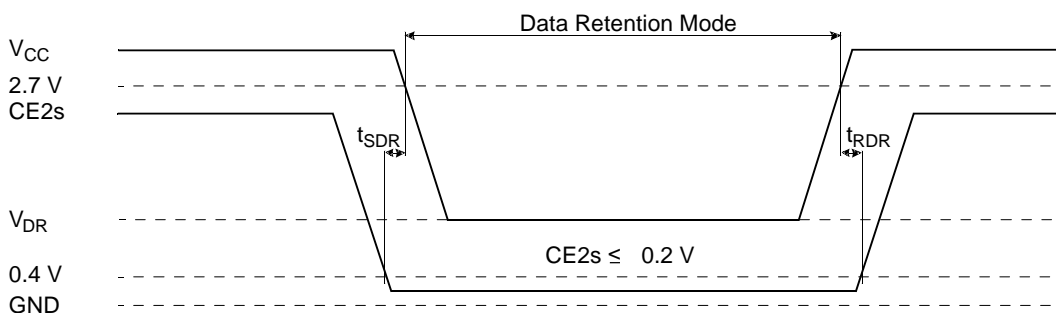 Data Retention Mode
VCC
2.7 V
CE2s
tSDR
tRDR
VDR
CE2s ≤ 0.2 V
0.4 V
GND